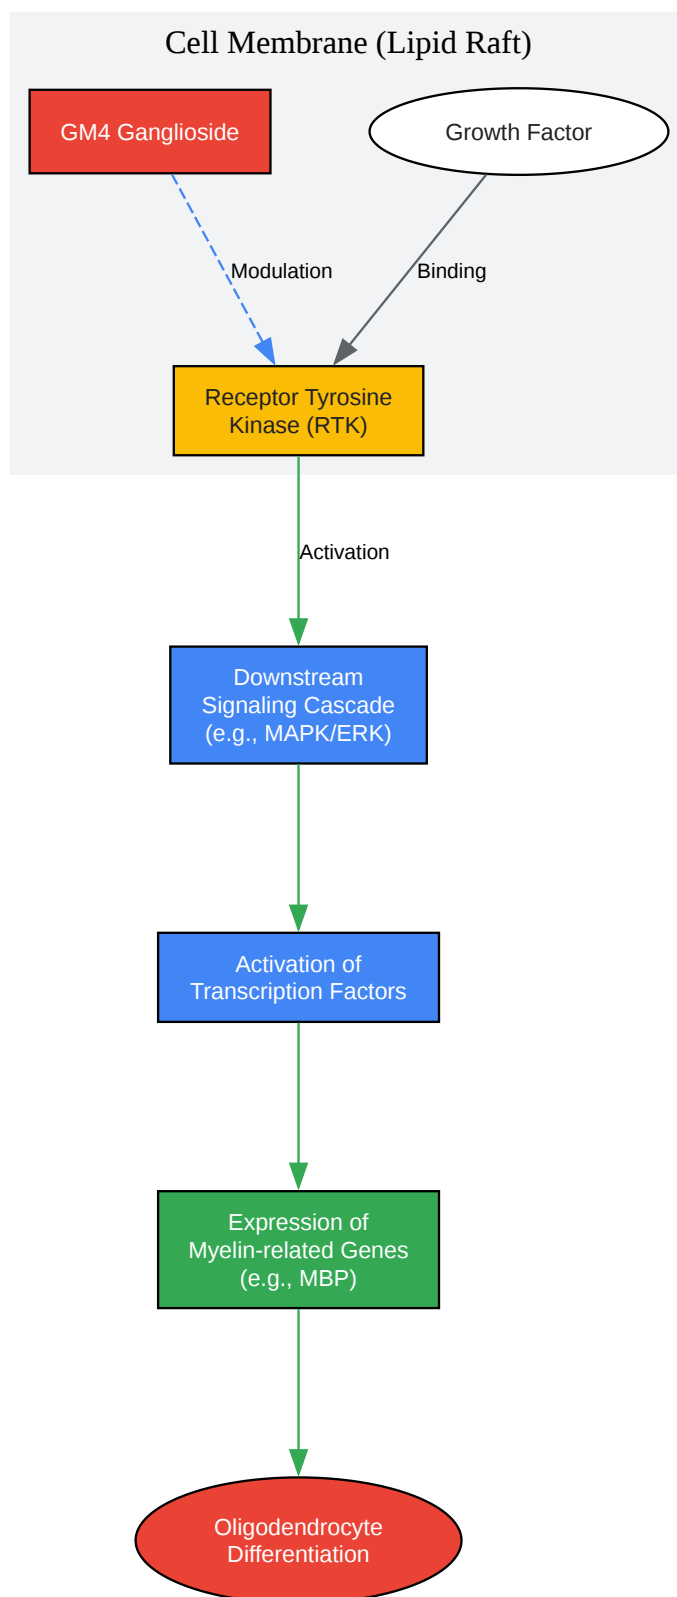 Cell Membrane (Lipid Raft)
GM4 Ganglioside
Growth Factor
Modulation
Binding
Receptor Tyrosine
Kinase (RTK)
Activation
Downstream
Signaling Cascade
(e.g., MAPK/ERK)
Activation of
Transcription Factors
Expression of
Myelin-related Genes
(e.g., MBP)
Oligodendrocyte
Differentiation